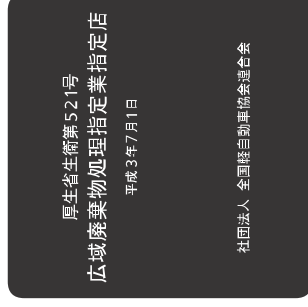 厚生省生衛第521号
広域廃棄物処理指定業指定店
平成3年7月1日
社団法人 全国軽自動車協会連合会